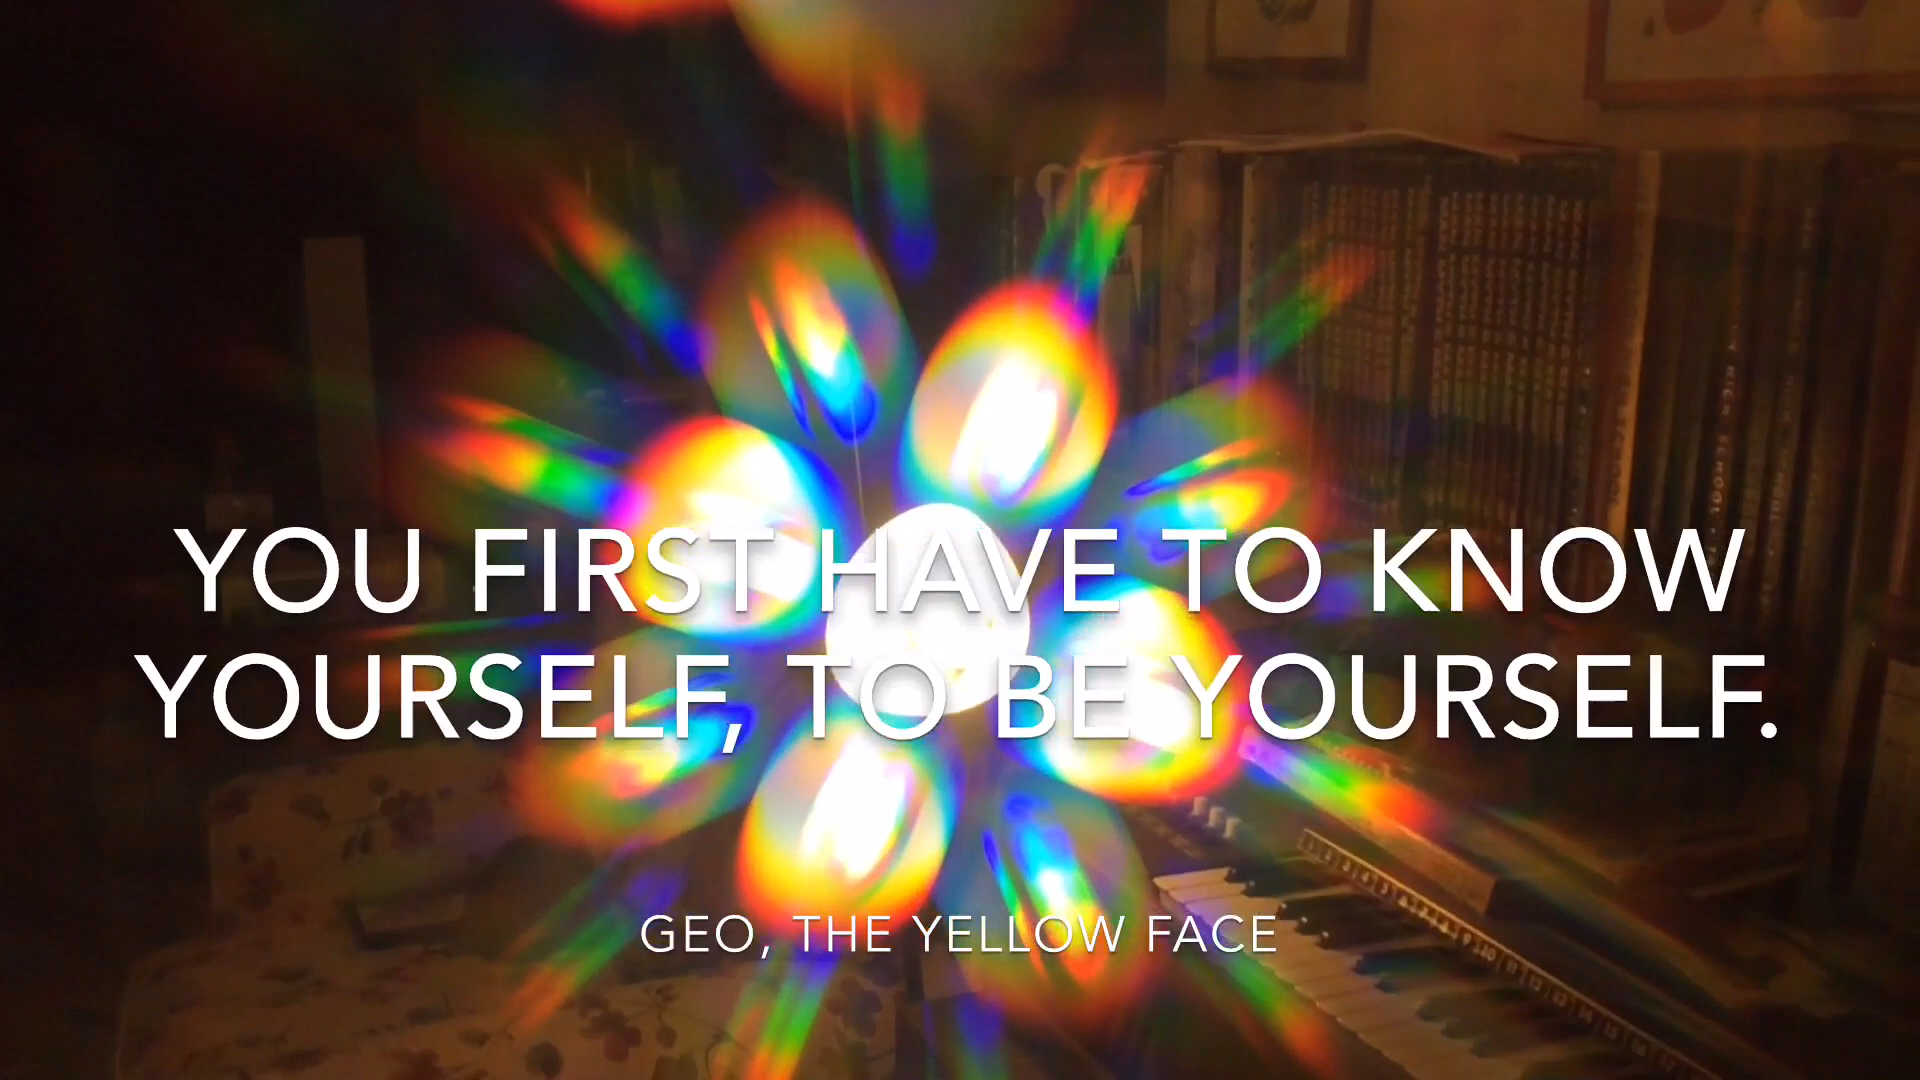 YOU FIRST HAVE TO KNOW
YOURSELF, TO BE YOURSELF.
GEO, THE YELLOW FACE